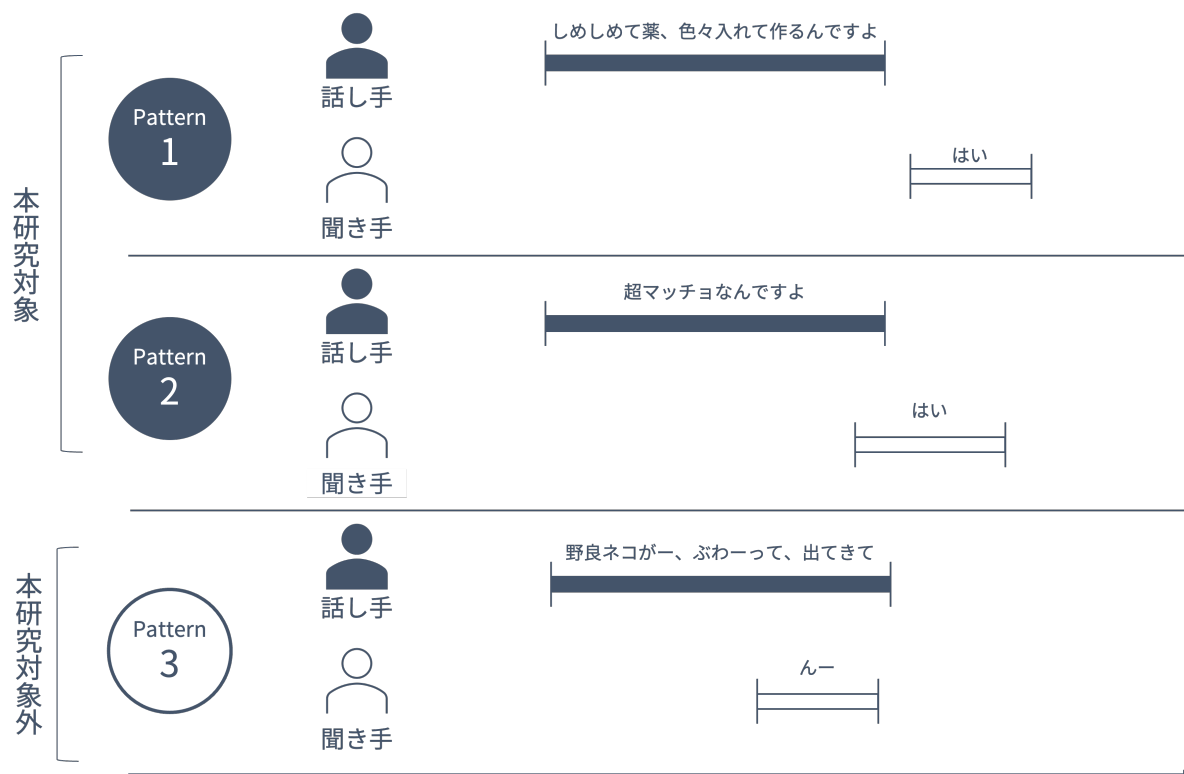 本研究対象
Pattern
1
話し手
しめしめて薬、色々入れて作るんですよ
聞き手
はい
Pattern
2
話し手
超マッチョなんですよ
聞き手
はい
本研究対象外
Pattern
3
話し手
野良ネコがー、ぶわーって、出てきて
聞き手
んー